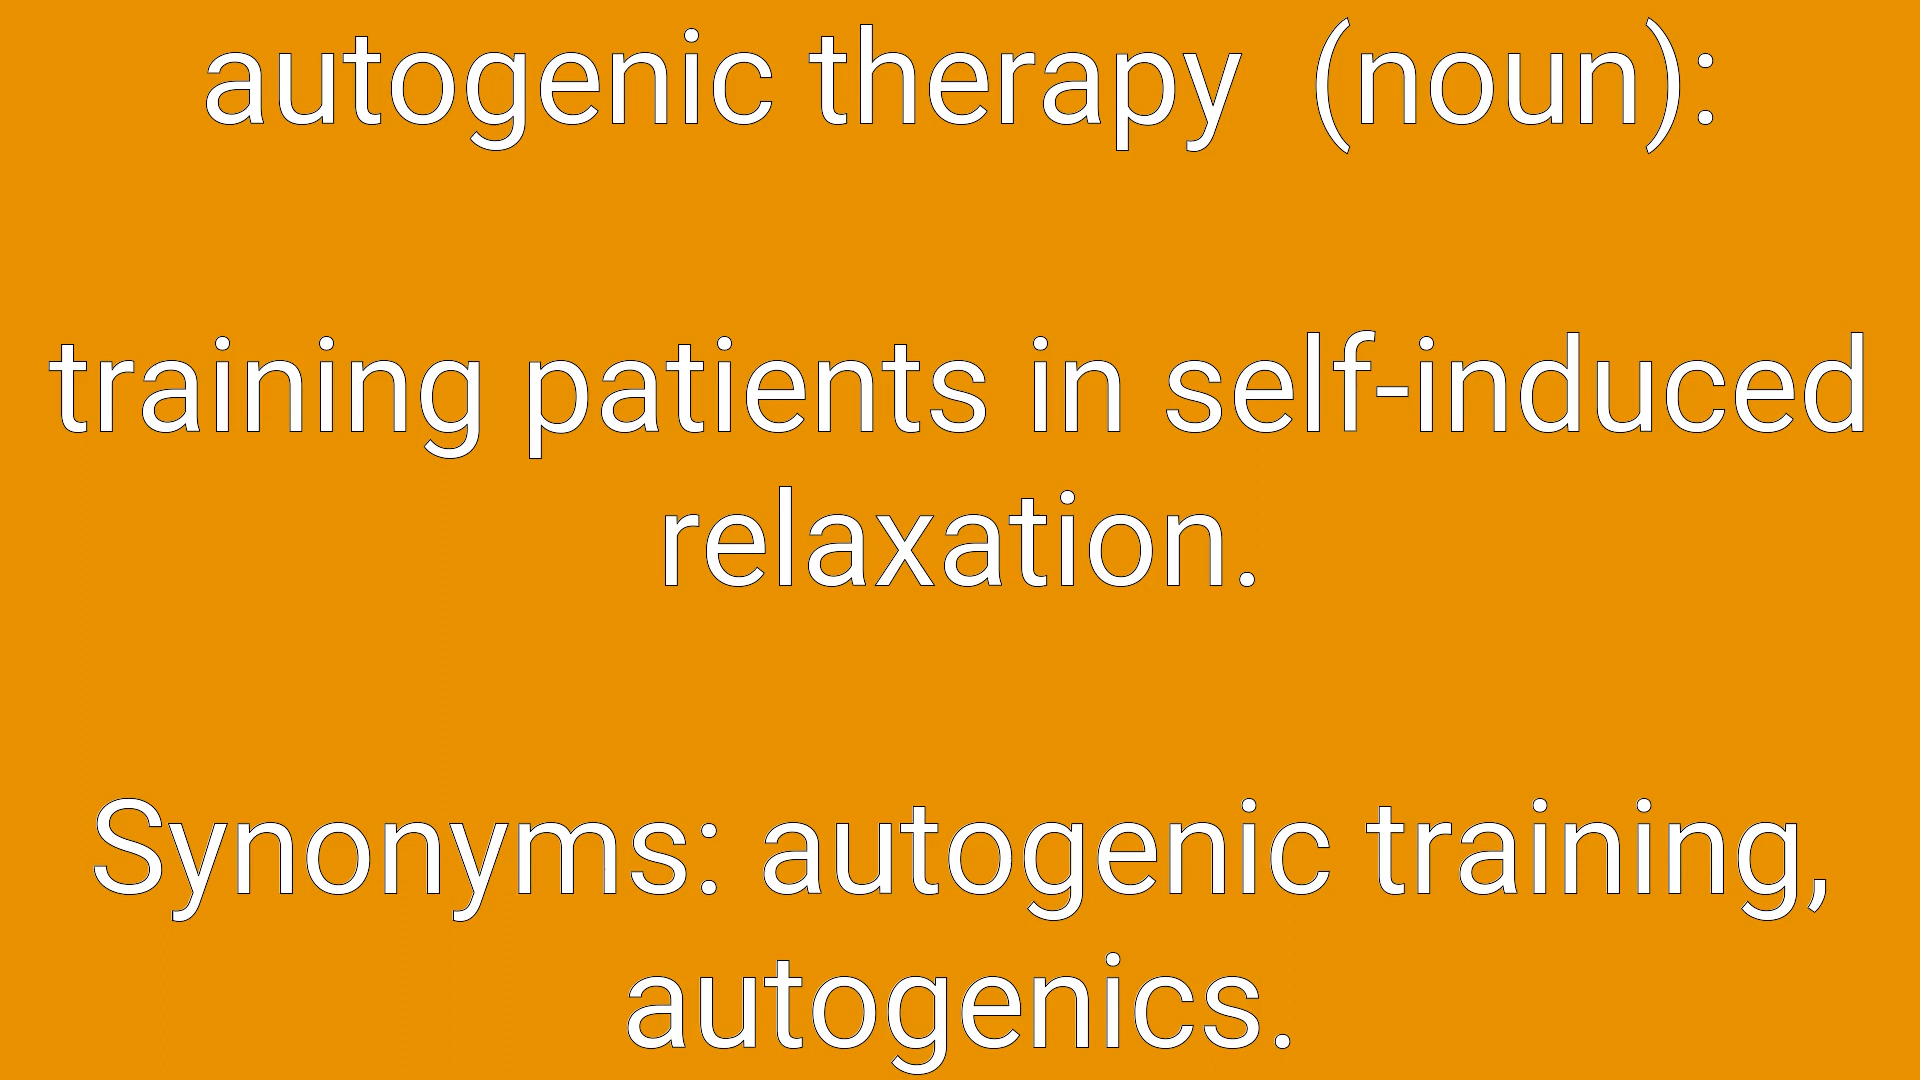 autogenic therapy  (noun):
training patients in self-induced
relaxation.
Synonyms: autogenic training,
autogenics.